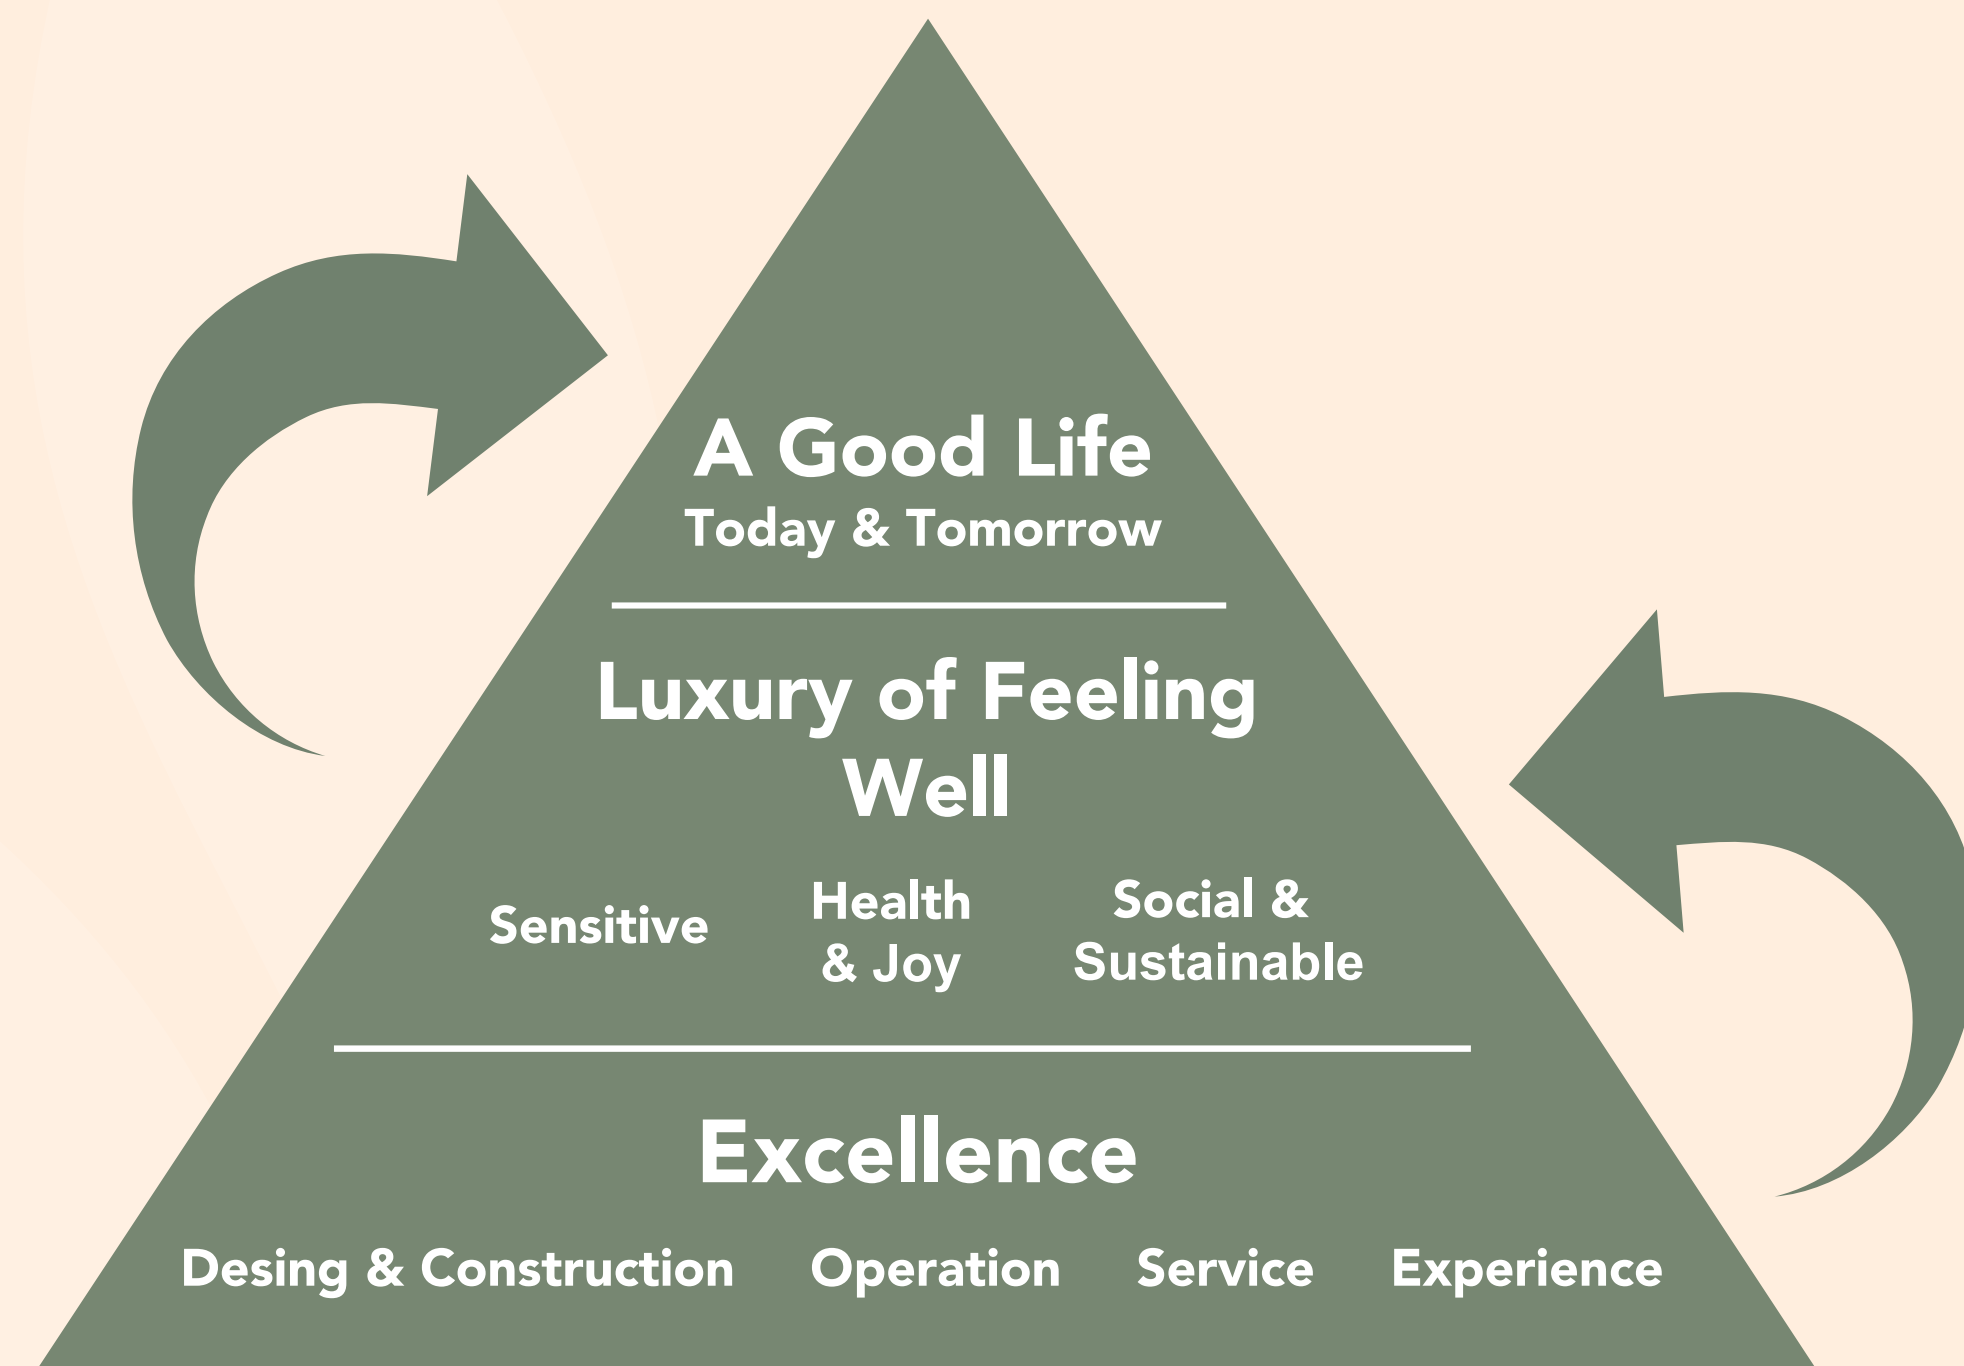 A Good Life
Today & Tomorrow
Luxury of Feeling
Well
Sensitive
Health
& Joy
Social &
Sustainable
Excellence
Desing & Construction
Operation
Service
Experience